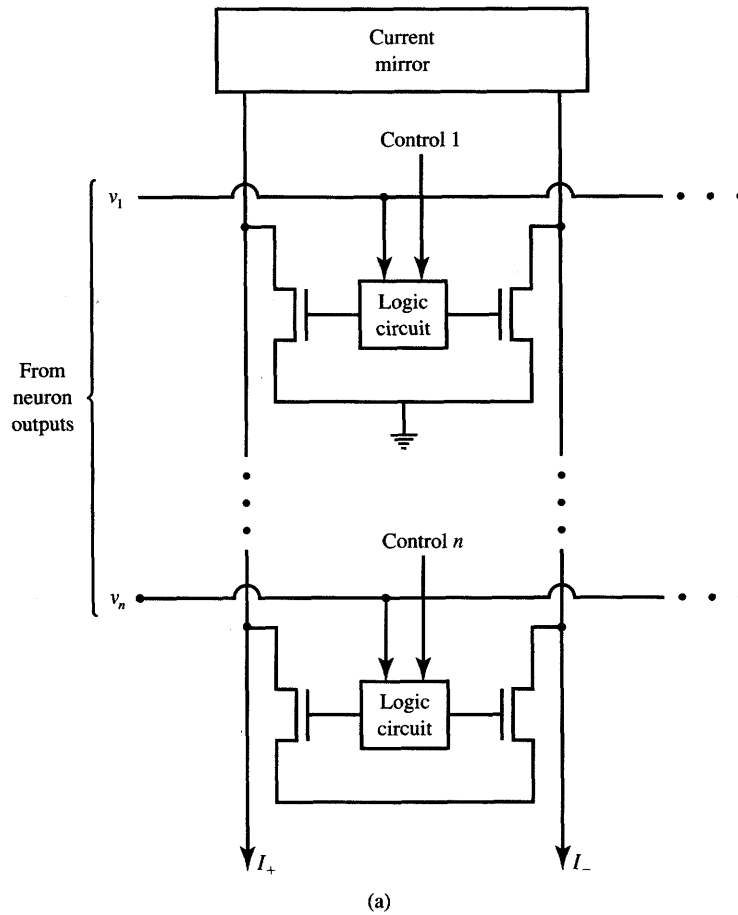 Current
mirror
Control 1
v₁
Logic
circuit
From
neuron
outputs
Control n
vₙ
Logic
circuit
I₊
I₋
(a)